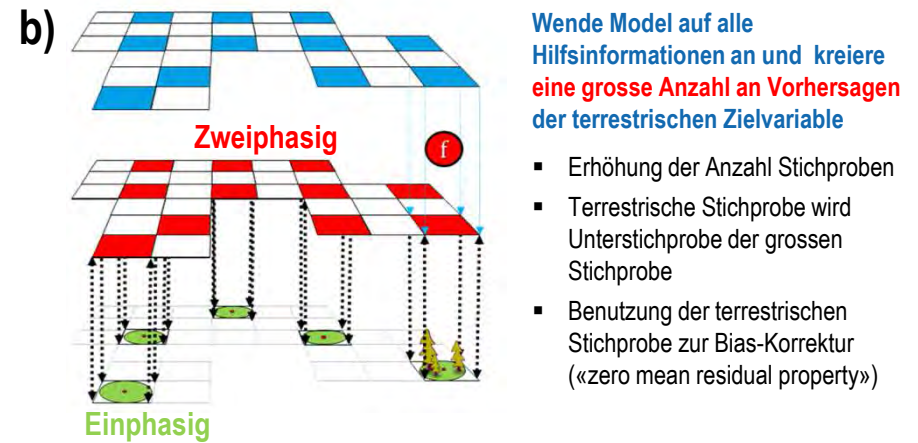 b)
Zweiphasig
f
Einphasig
Wende Model auf alle
Hilfsinformationen an und kreiere
eine grosse Anzahl an Vorhersagen
der terrestrischen Zielvariable
▪ Erhöhung der Anzahl Stichproben
▪ Terrestrische Stichprobe wird
Unterstichprobe der grossen
Stichprobe
▪ Benutzung der terrestrischen
Stichprobe zur Bias-Korrektur
(«zero mean residual property»)